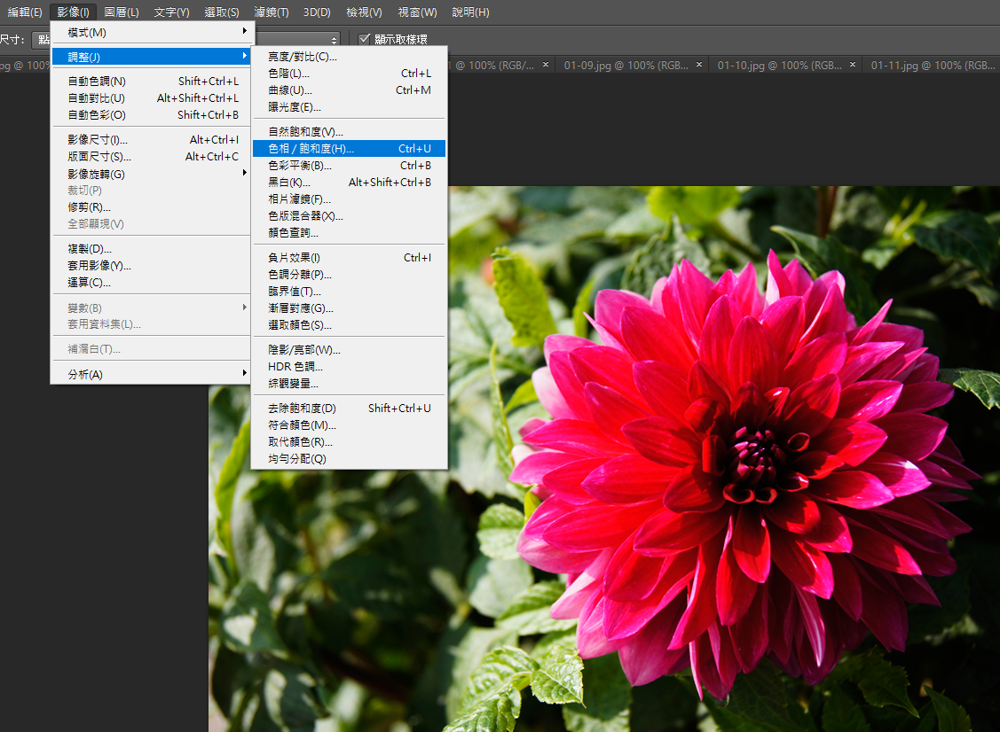 編輯(E) 影像(I) 圖層(L) 文字(Y) 選取(S) 濾鏡(T) 3D(D) 檢視(V) 視窗(W) 說明(H)
尺寸: 點 顯示取樣環
pg @ 100% 1 @ 100% (RGB/... × 01-09.jpg @ 100% (RGB... × 01-10.jpg @ 100% (RGB... × 01-11.jpg @ 100% (RGB...
模式(M)
調整(J)
自動色調(N) Shift+Ctrl+L
自動對比(U) Alt+Shift+Ctrl+L
自動色彩(O) Shift+Ctrl+B
影像尺寸(I)... Alt+Ctrl+I
版面尺寸(S)... Alt+Ctrl+C
影像旋轉(G)
裁切(P)
修剪(R)...
全部顯現(V)
複製(D)...
套用影像(Y)...
運算(C)...
變數(B)
套用資料集(L)...
補漏白(T)...
分析(A)
亮度/對比(C)...
色階(L)... Ctrl+L
曲線(U)... Ctrl+M
曝光度(E)...
自然飽和度(V)...
色相 / 飽和度(H)... Ctrl+U
色彩平衡(B)... Ctrl+B
黑白(K)... Alt+Shift+Ctrl+B
相片濾鏡(F)...
色版混合器(X)...
顏色查詢...
負片效果(I) Ctrl+I
色調分離(P)...
臨界值(T)...
漸層對應(G)...
選取顏色(S)...
陰影/亮部(W)...
HDR 色調...
綜觀變量...
去除飽和度(D) Shift+Ctrl+U
符合顏色(M)...
取代顏色(R)...
均勻分配(Q)